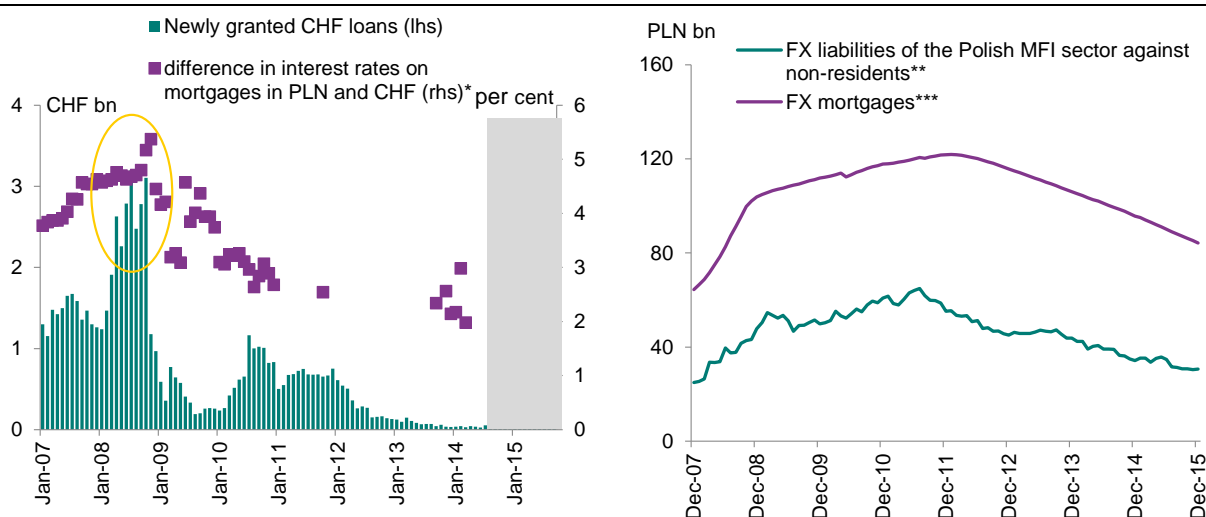 Newly granted CHF loans (lhs)
difference in interest rates on
mortgages in PLN and CHF (rhs)*
CHF bn
per cent
4
3
2
1
0
6
5
4
3
2
1
0
Jan-07
Jan-08
Jan-09
Jan-10
Jan-11
Jan-12
Jan-13
Jan-14
Jan-15
PLN bn
FX liabilities of the Polish MFI sector against
non-residents**
FX mortgages***
160
120
80
40
0
Dec-07
Dec-08
Dec-09
Dec-10
Dec-11
Dec-12
Dec-13
Dec-14
Dec-15